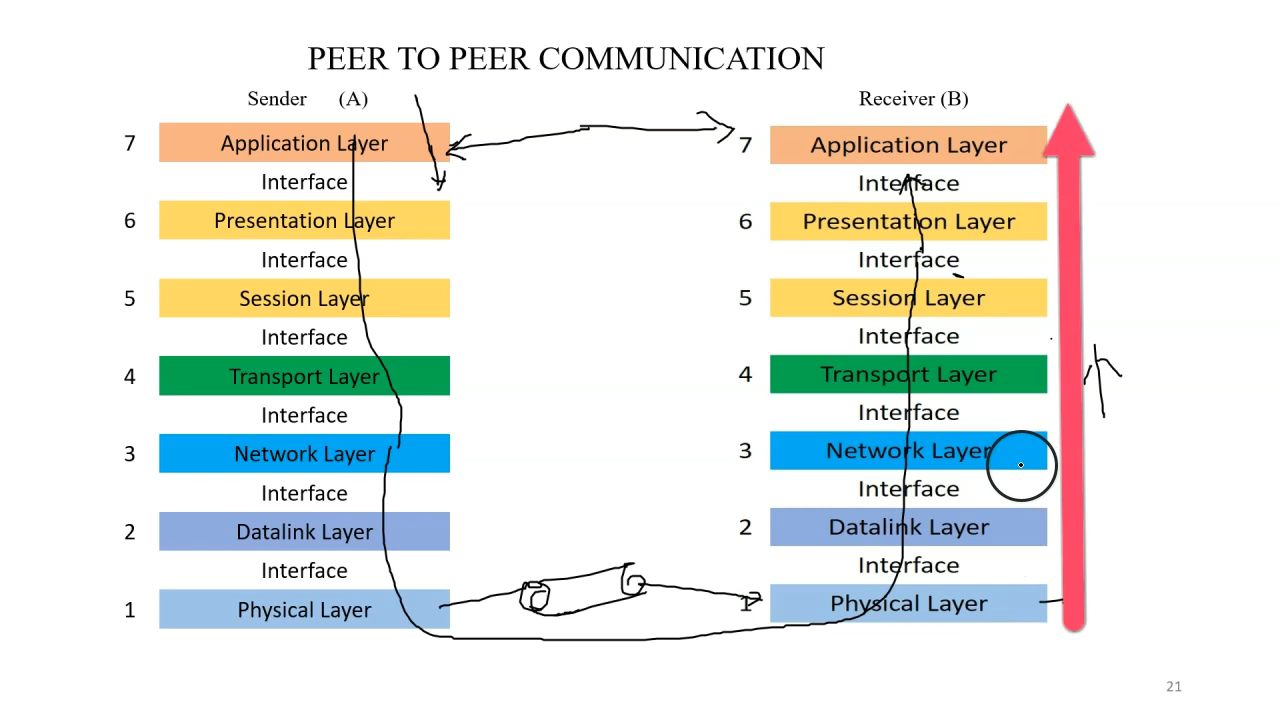 PEER TO PEER COMMUNICATION
Sender (A)
7 Application Layer
Interface
6 Presentation Layer
Interface
5 Session Layer
Interface
4 Transport Layer
Interface
3 Network Layer
Interface
2 Datalink Layer
Interface
1 Physical Layer
Receiver (B)
7 Application Layer
Interface
6 Presentation Layer
Interface
5 Session Layer
Interface
4 Transport Layer
Interface
3 Network Layer
Interface
2 Datalink Layer
Interface
1 Physical Layer
21